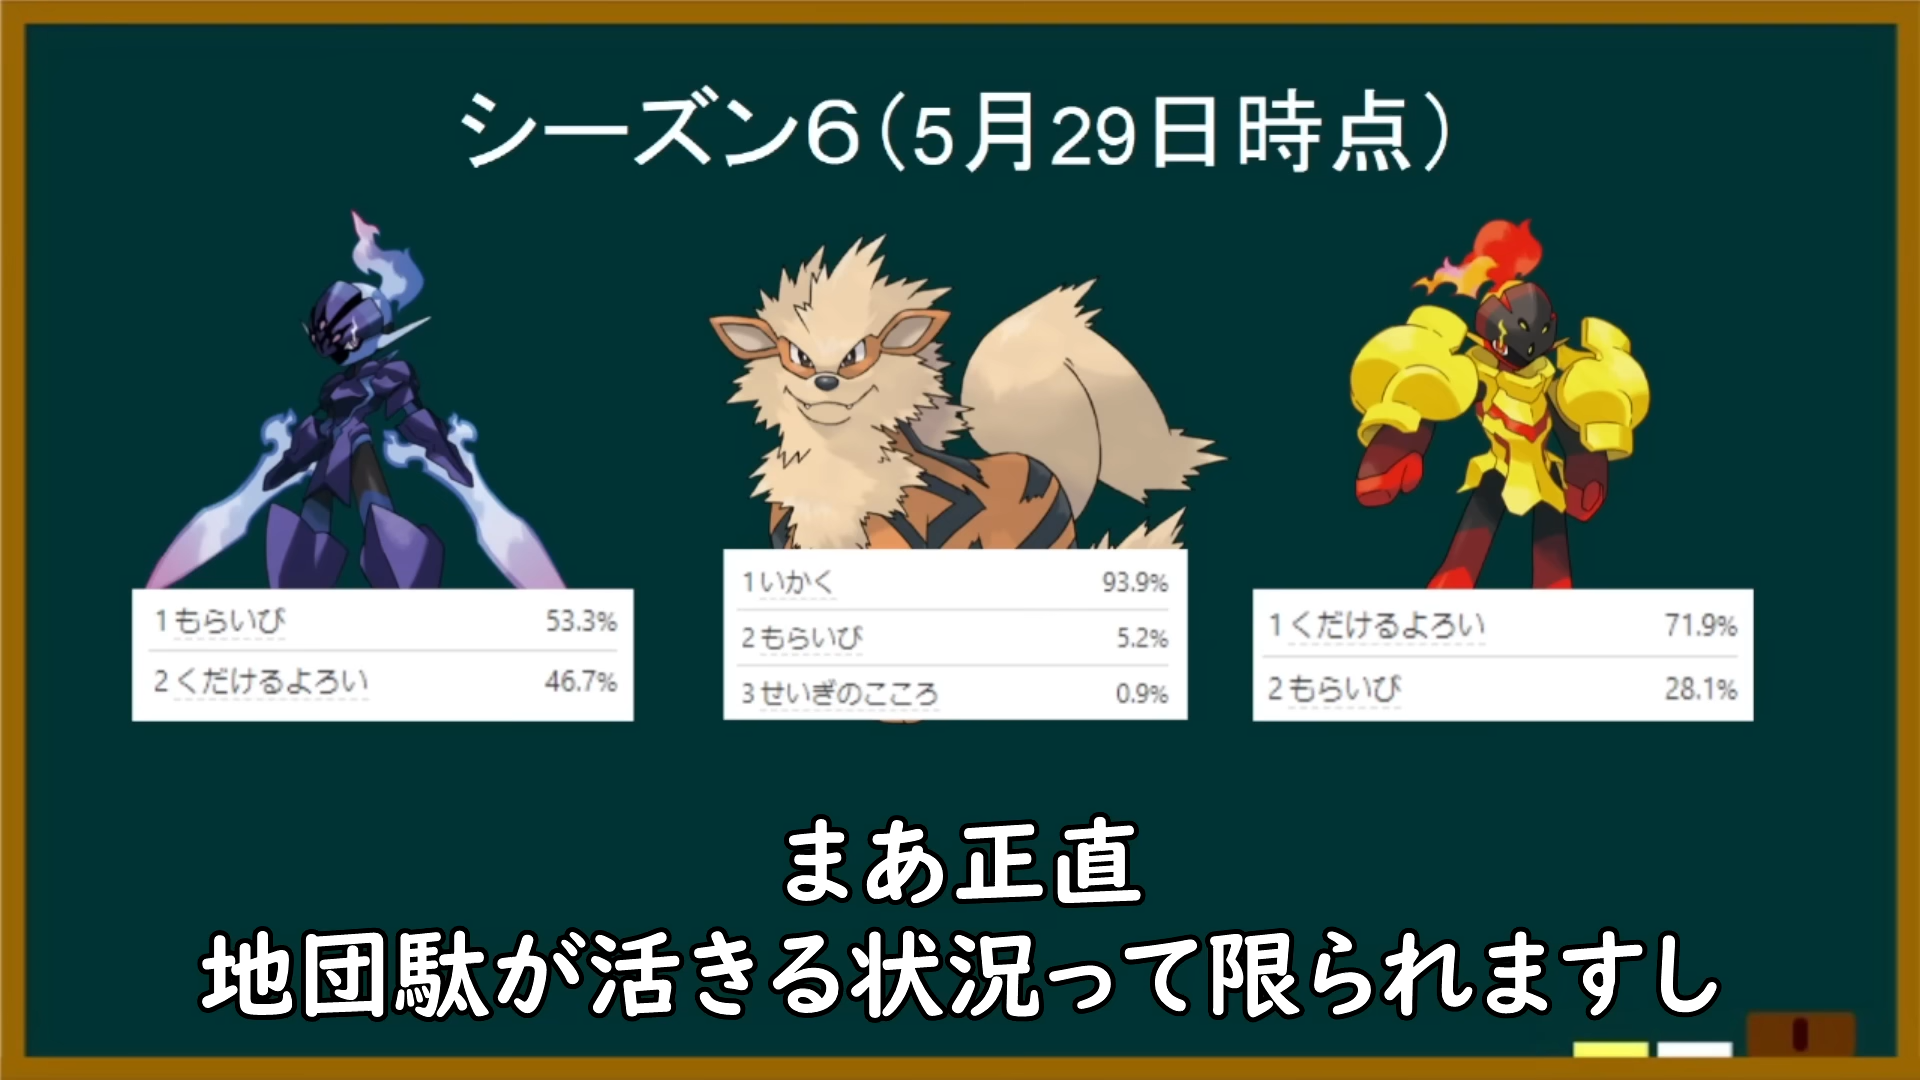 シーズン６（5月29日時点）
1 もらいび 53.3%
2 くだけるよろい 46.7%
1 いかく 93.9%
2 もらいび 5.2%
3 せいぎのこころ 0.9%
1 くだけるよろい 71.9%
2 もらいび 28.1%
まあ正直
地団駄が活きる状況って限られますし